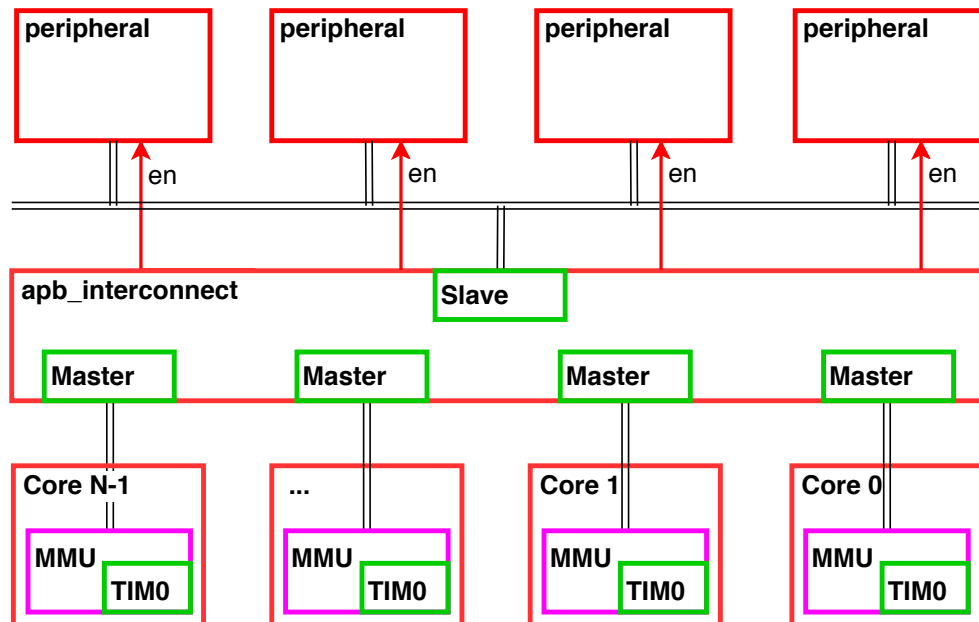 peripheral
peripheral
peripheral
peripheral
en
en
en
en
apb_interconnect
Slave
Master
Master
Master
Master
Core N-1
...
Core 1
Core 0
MMU
MMU
MMU
MMU
TIM0
TIM0
TIM0
TIM0